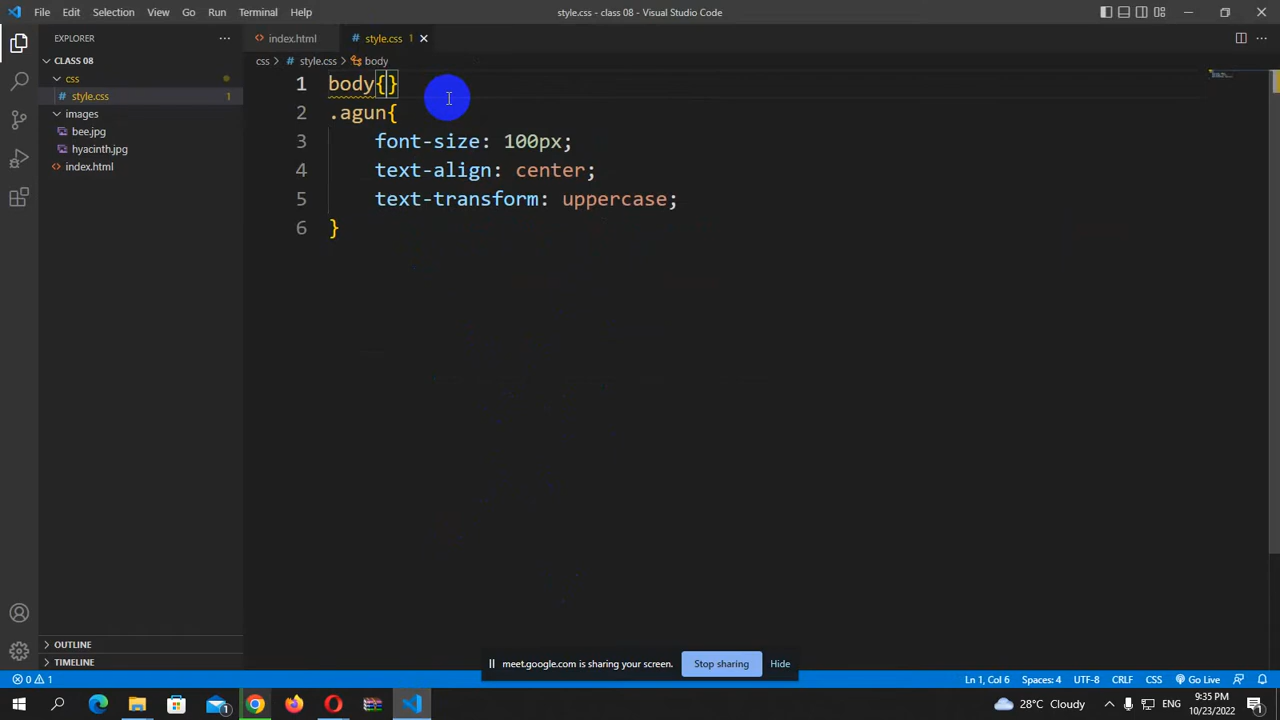 File Edit Selection View Go Run Terminal Help
style.css - class 08 - Visual Studio Code
EXPLORER
index.html
style.css 1
CLASS 08
css > # style.css > body
css
style.css 1
images
bee.jpg
hyacinth.jpg
index.html
1 body{}
2 .agun{
3 font-size: 100px;
4 text-align: center;
5 text-transform: uppercase;
6 }
OUTLINE
TIMELINE
meet.google.com is sharing your screen. Stop sharing Hide
0 1 Ln 1, Col 6 Spaces: 4 UTF-8 CRLF CSS Go Live
28°C Cloudy ENG 9:35 PM
10/23/2022